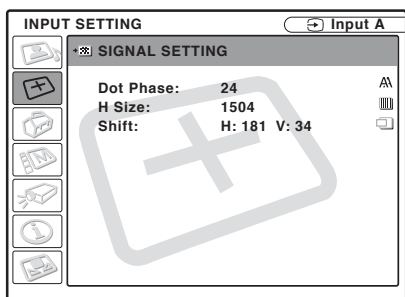 INPUT SETTING
Input A
SIGNAL SETTING
Dot Phase: 24
H Size: 1504
Shift: H: 181 V: 34